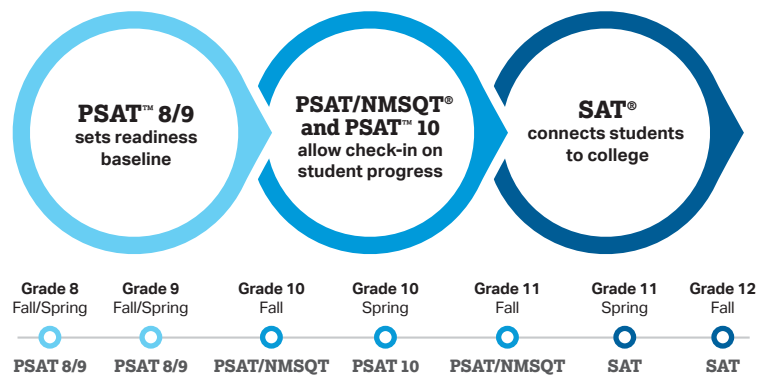 PSAT™ 8/9
sets readiness
baseline
PSAT/NMSQT®
and PSAT™ 10
allow check-in on
student progress
SAT®
connects students
to college
Grade 8
Fall/Spring
PSAT 8/9
Grade 9
Fall/Spring
PSAT 8/9
Grade 10
Fall
PSAT/NMSQT
Grade 10
Spring
PSAT 10
Grade 11
Fall
PSAT/NMSQT
Grade 11
Spring
SAT
Grade 12
Fall
SAT